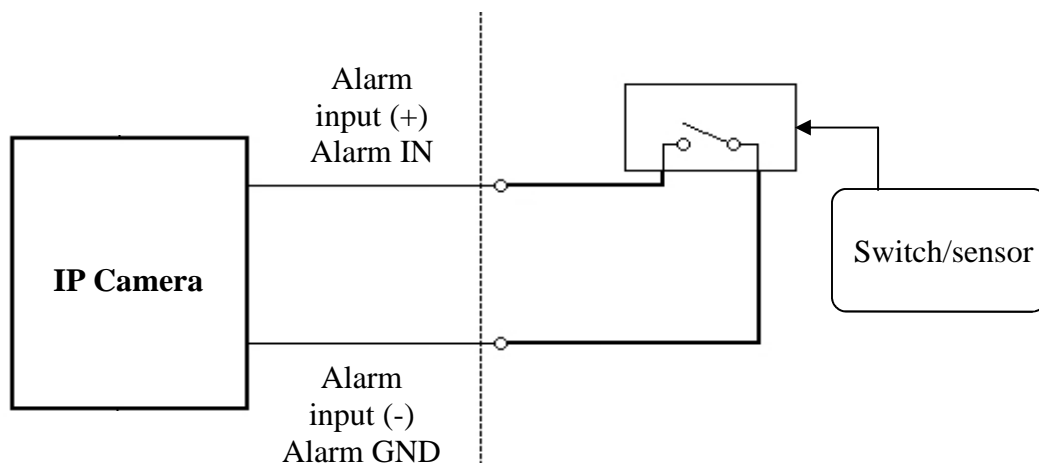 Alarm
input (+)
Alarm IN
IP Camera
Switch/sensor
Alarm
input (-)
Alarm GND